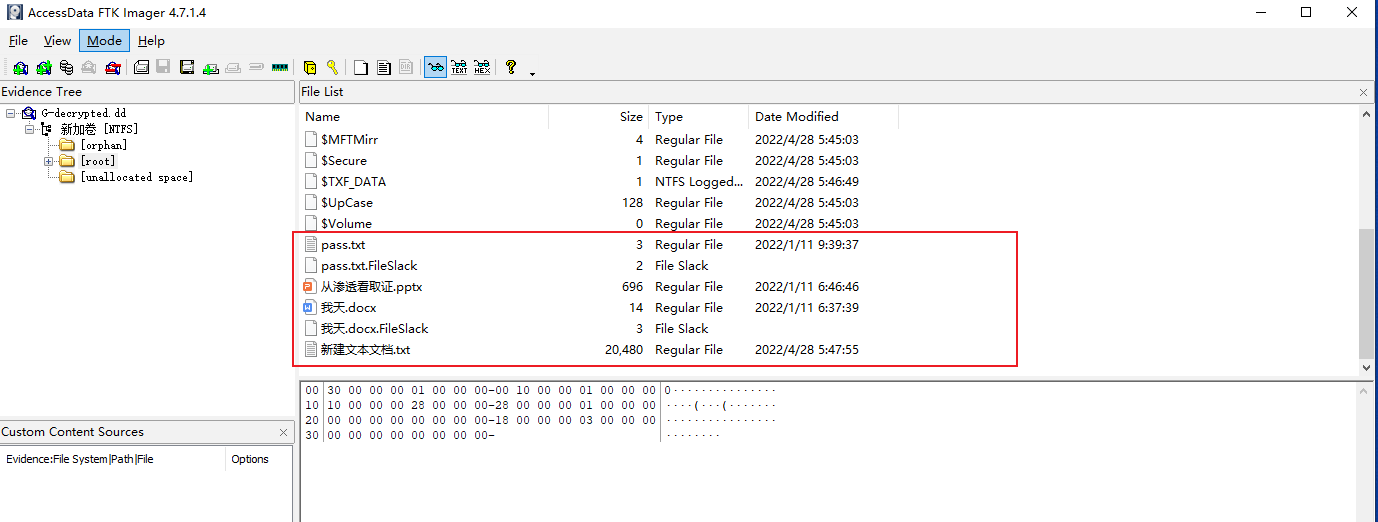 AccessData FTK Imager 4.7.1.4
File View Mode Help
TEXT HEX ?
Evidence Tree
G-decrypted.dd
新加卷 [NTFS]
[orphan]
[root]
[unallocated space]
File List
Name Size Type Date Modified
$MFTMirr 4 Regular File 2022/4/28 5:45:03
$Secure 1 Regular File 2022/4/28 5:45:03
$TXF_DATA 1 NTFS Logged... 2022/4/28 5:46:49
$UpCase 128 Regular File 2022/4/28 5:45:03
$Volume 0 Regular File 2022/4/28 5:45:03
pass.txt 3 Regular File 2022/1/11 9:39:37
pass.txt.FileSlack 2 File Slack
从渗透看取证.pptx 696 Regular File 2022/1/11 6:46:46
我天.docx 14 Regular File 2022/1/11 6:37:39
我天.docx.FileSlack 3 File Slack
新建文本文档.txt 20,480 Regular File 2022/4/28 5:47:55
00 30 00 00 00 01 00 00 00-00 10 00 00 01 00 00 00 0···············
10 10 00 00 00 28 00 00 00-28 00 00 00 01 00 00 00 ····(···(·······
20 00 00 00 00 00 00 00 00-18 00 00 00 03 00 00 00 ················
30 00 00 00 00 00 00 00 00- ········
Custom Content Sources
Evidence:File System|Path|File Options